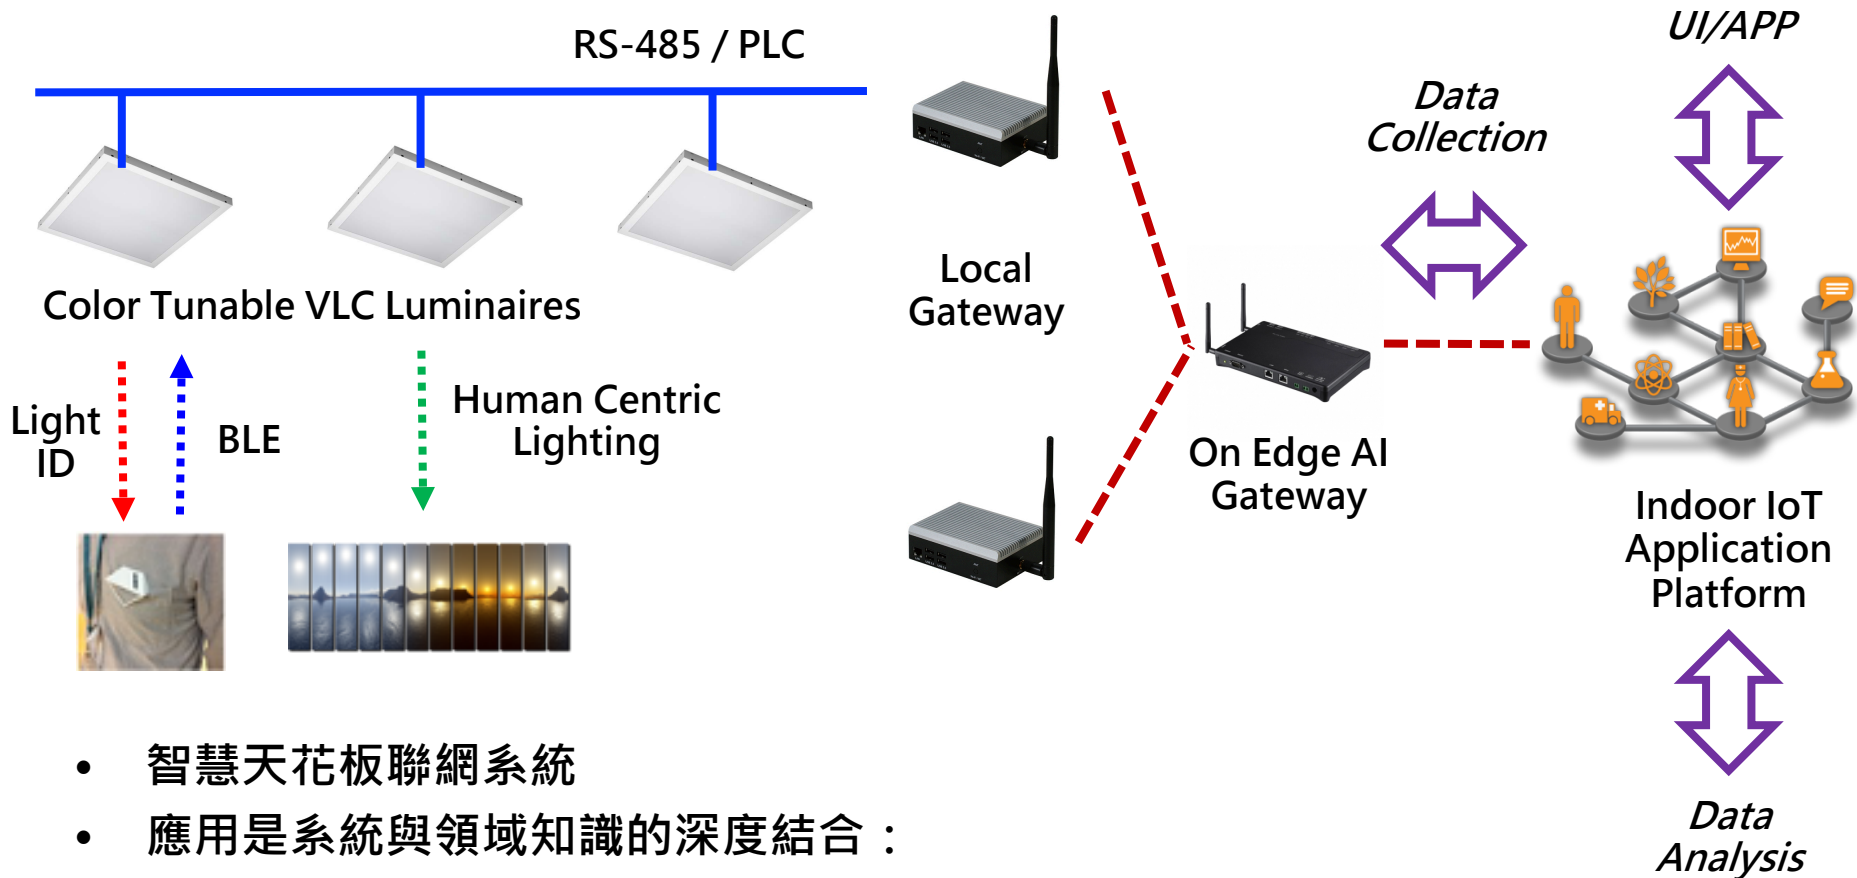 RS-485 / PLC
UI/APP
Data
Collection
Local
Gateway
Color Tunable VLC Luminaires
Light
ID
BLE
Human Centric
Lighting
On Edge AI
Gateway
Indoor IoT
Application
Platform
• 智慧天花板聯網系統
• 應用是系統與領域知識的深度結合：
Data
Analysis